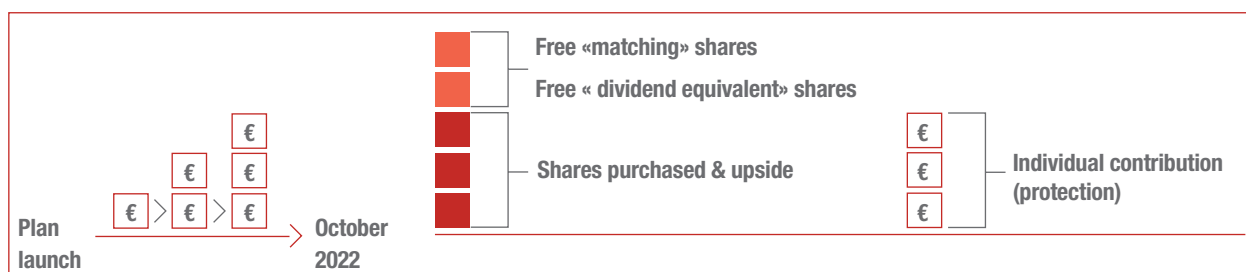 Free «matching» shares
Free « dividend equivalent» shares
€
€
€ € €
€ > € > €
Shares purchased & upside
€
€
€
Individual contribution
(protection)
Plan
launch
October
2022